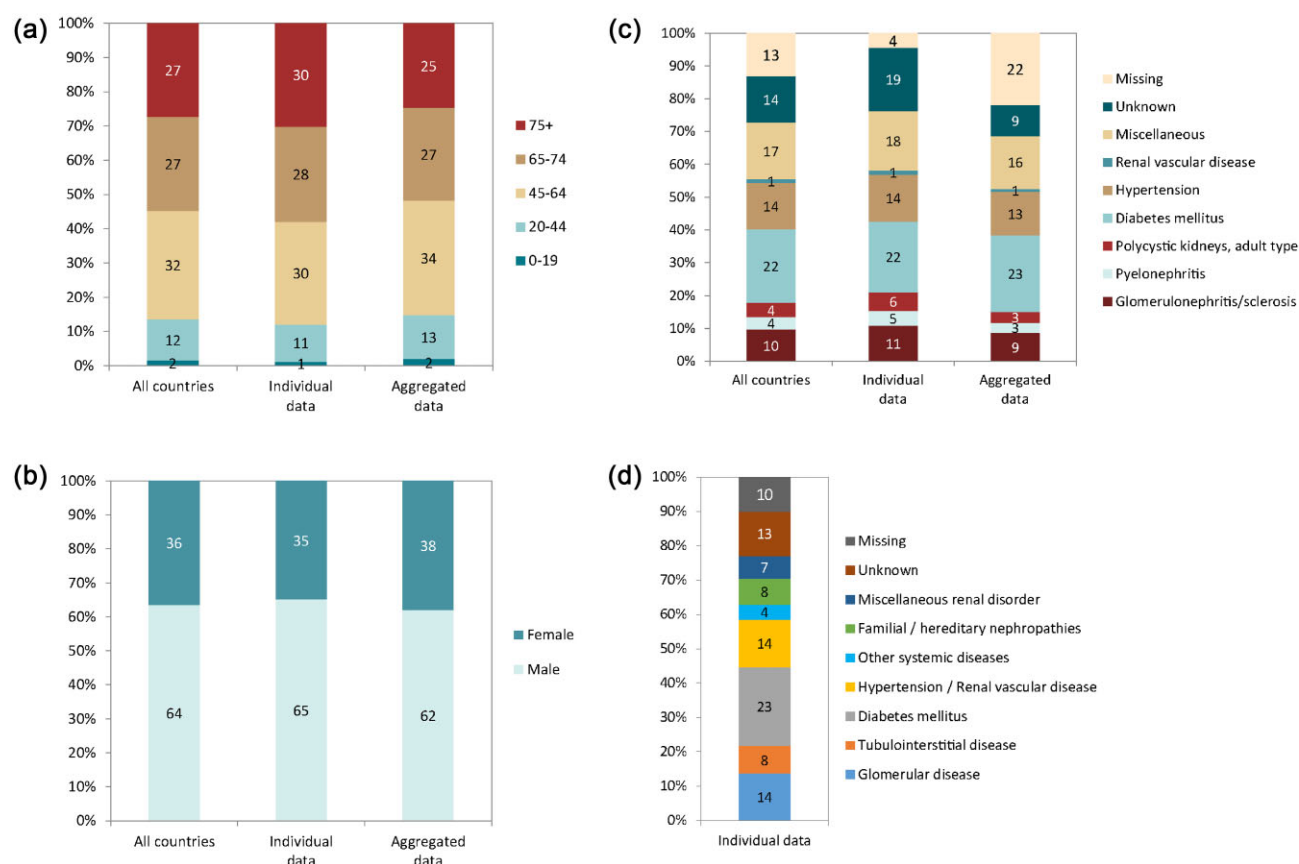 (a)
100%
90%
80%
70%
60%
50%
40%
30%
20%
10%
0%
27
27
32
12
2
30
28
30
11
1
25
27
34
13
2
All countries
Individual
data
Aggregated
data
75+
65-74
45-64
20-44
0-19
(c)
100%
90%
80%
70%
60%
50%
40%
30%
20%
10%
0%
13
14
17
1
14
22
4
4
10
4
19
18
1
14
22
6
5
11
22
9
16
1
13
23
3
3
9
All countries
Individual
data
Aggregated
data
Missing
Unknown
Miscellaneous
Renal vascular disease
Hypertension
Diabetes mellitus
Polycystic kidneys, adult type
Pyelonephritis
Glomerulonephritis/sclerosis
(b)
100%
90%
80%
70%
60%
50%
40%
30%
20%
10%
0%
36
64
35
65
38
62
All countries
Individual
data
Aggregated
data
Female
Male
(d)
100%
90%
80%
70%
60%
50%
40%
30%
20%
10%
0%
10
13
7
8
4
14
23
8
14
Individual data
Missing
Unknown
Miscellaneous renal disorder
Familial / hereditary nephropathies
Other systemic diseases
Hypertension / Renal vascular disease
Diabetes mellitus
Tubulointerstitial disease
Glomerular disease